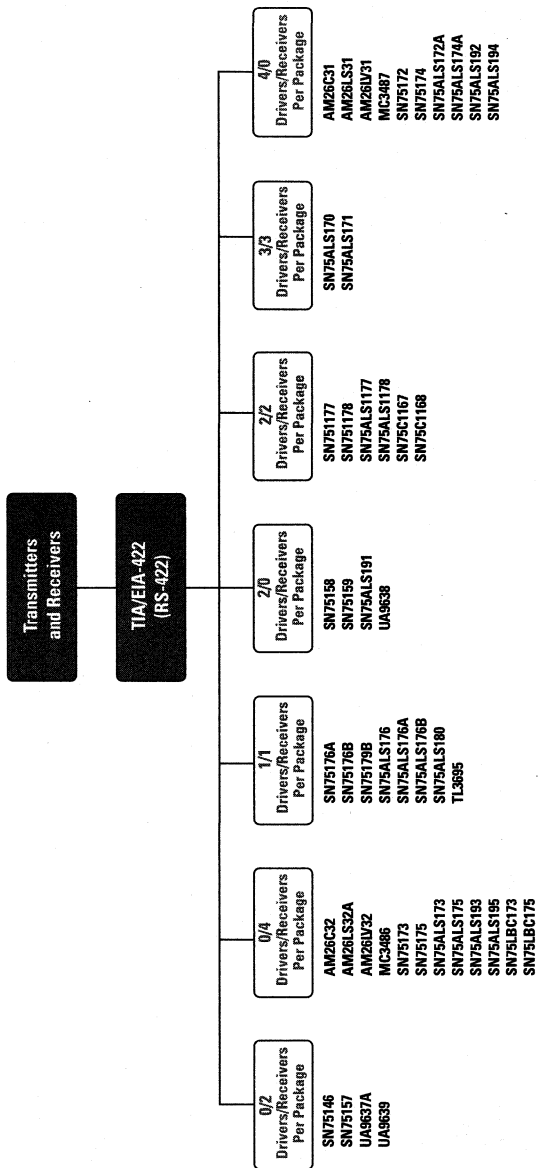 Transmitters
and Receivers
TIA/EIA-422
(RS-422)
0/2
Drivers/Receivers
Per Package
SN75146
SN75157
UA9637A
UA9639
0/4
Drivers/Receivers
Per Package
AM26C32
AM26LS32A
AM26LV32
MC3486
SN75173
SN75175
SN75ALS173
SN75ALS175
SN75ALS193
SN75ALS195
SN75LBC173
SN75LBC175
1/1
Drivers/Receivers
Per Package
SN75176A
SN75176B
SN75179B
SN75ALS176
SN75ALS176A
SN75ALS176B
SN75ALS180
TL3695
2/0
Drivers/Receivers
Per Package
SN75158
SN75159
SN75ALS191
UA9638
2/2
Drivers/Receivers
Per Package
SN751177
SN751178
SN75ALS1177
SN75ALS1178
SN75C1167
SN75C1168
3/3
Drivers/Receivers
Per Package
SN75ALS170
SN75ALS171
4/0
Drivers/Receivers
Per Package
AM26C31
AM26LS31
AM26LV31
MC3487
SN75172
SN75174
SN75ALS172A
SN75ALS174A
SN75ALS192
SN75ALS194